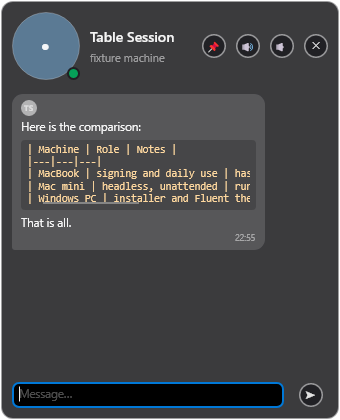 Table Session
fixture machine
TS
Here is the comparison:
| Machine | Role | Notes |
|---|---|---|
| MacBook | signing and daily use | has
| Mac mini | headless, unattended | run
| Windows PC | installer and Fluent the
That is all.
22:55
Message...